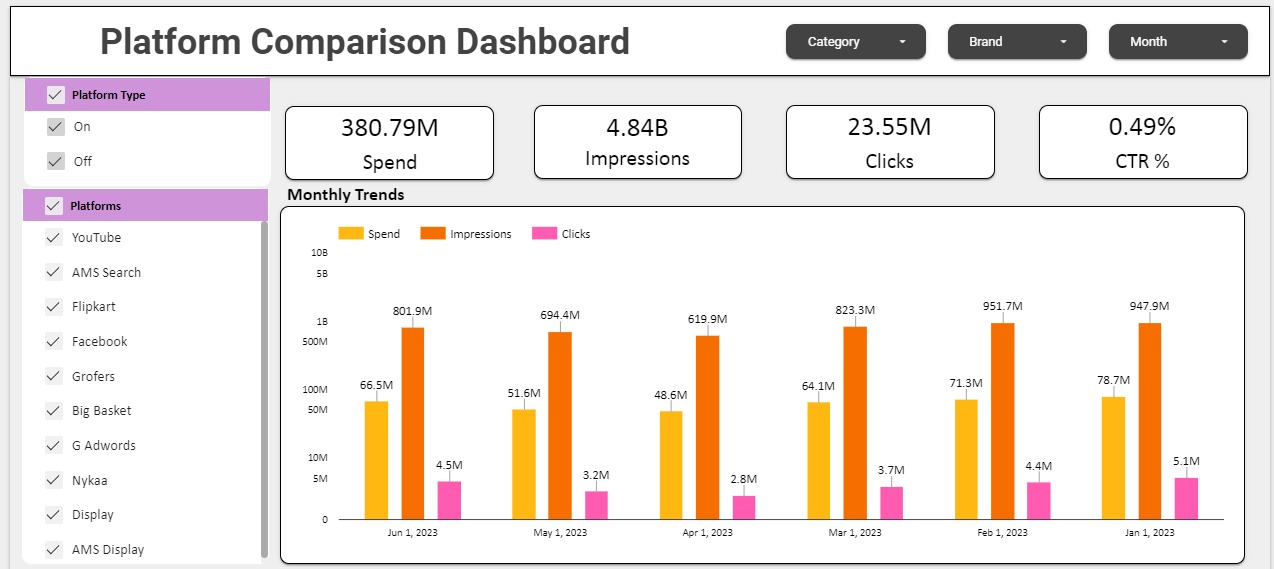 Platform Comparison Dashboard
Category
Brand
Month
Platform Type
On
Off
Platforms
YouTube
AMS Search
Flipkart
Facebook
Grofers
Big Basket
G Adwords
Nykaa
Display
AMS Display
380.79M
Spend
4.84B
Impressions
23.55M
Clicks
0.49%
CTR %
Monthly Trends
Spend Impressions Clicks
10B
5B
1B
500M
100M
50M
10M
5M
0
66.5M 801.9M 4.5M
51.6M 694.4M 3.2M
48.6M 619.9M 2.8M
64.1M 823.3M 3.7M
71.3M 951.7M 4.4M
78.7M 947.9M 5.1M
Jun 1, 2023 May 1, 2023 Apr 1, 2023 Mar 1, 2023 Feb 1, 2023 Jan 1, 2023